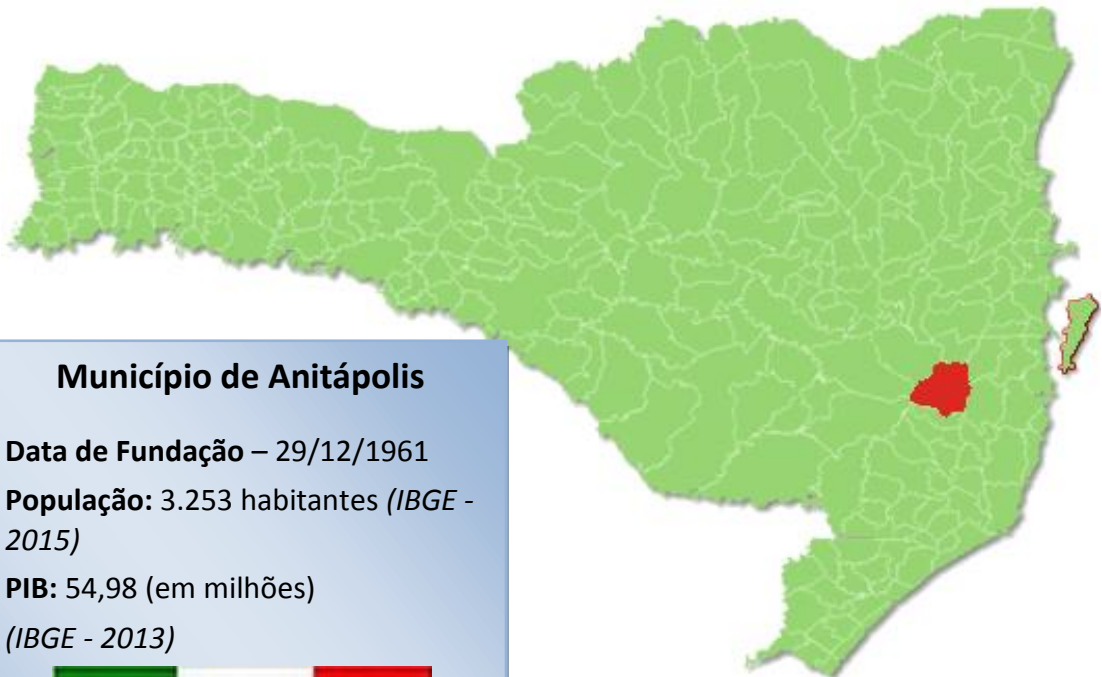 Município de Anitápolis
Data de Fundação – 29/12/1961
População: 3.253 habitantes (IBGE -
2015)
PIB: 54,98 (em milhões)
(IBGE - 2013)